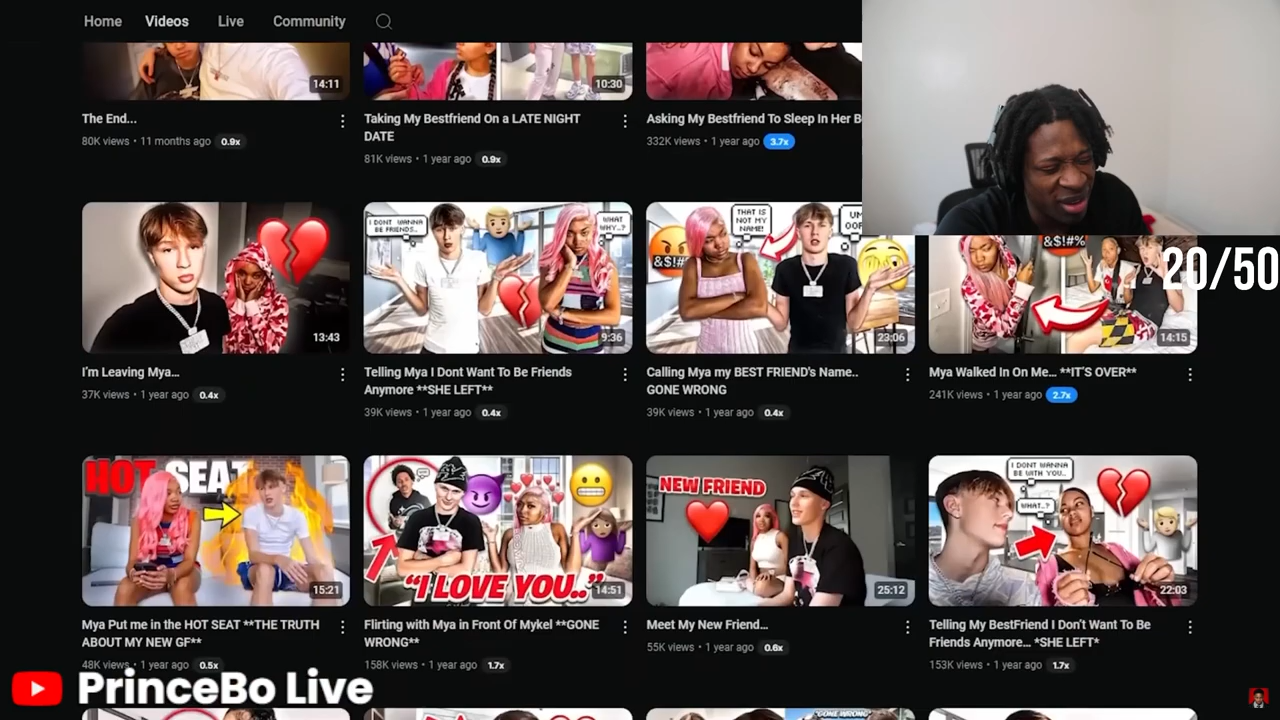 Home Videos Live Community
14:11
10:30
The End...
Taking My Bestfriend On a LATE NIGHT
DATE
Asking My Bestfriend To Sleep In Her B
80K views • 11 months ago 0.9x
81K views • 1 year ago 0.9x
332K views • 1 year ago 3.7x
I DONT WANNA
BE FRIENDS..
WHAT
WHY..?
THAT IS
NOT MY
NAME!
&$!#
&$!#%
20/50
13:43
9:36
23:06
14:15
I'm Leaving Mya...
Telling Mya I Dont Want To Be Friends
Anymore **SHE LEFT**
Calling Mya my BEST FRIEND's Name..
GONE WRONG
Mya Walked In On Me... **IT'S OVER**
37K views • 1 year ago 0.4x
39K views • 1 year ago 0.4x
39K views • 1 year ago 0.4x
241K views • 1 year ago 2.7x
HOT SEAT
"I LOVE YOU.."
NEW FRIEND
I DON'T WANNA
BE WITH YOU..
WHAT..?
15:21
14:51
25:12
22:03
Mya Put me in the HOT SEAT **THE TRUTH
ABOUT MY NEW GF**
Flirting with Mya in Front Of Mykel **GONE
WRONG**
Meet My New Friend...
Telling My BestFriend I Don't Want To Be
Friends Anymore... *SHE LEFT*
48K views • 1 year ago 0.5x
158K views • 1 year ago 1.7x
55K views • 1 year ago 0.6x
153K views • 1 year ago 1.7x
PrinceBo Live
"GONE WRONG"